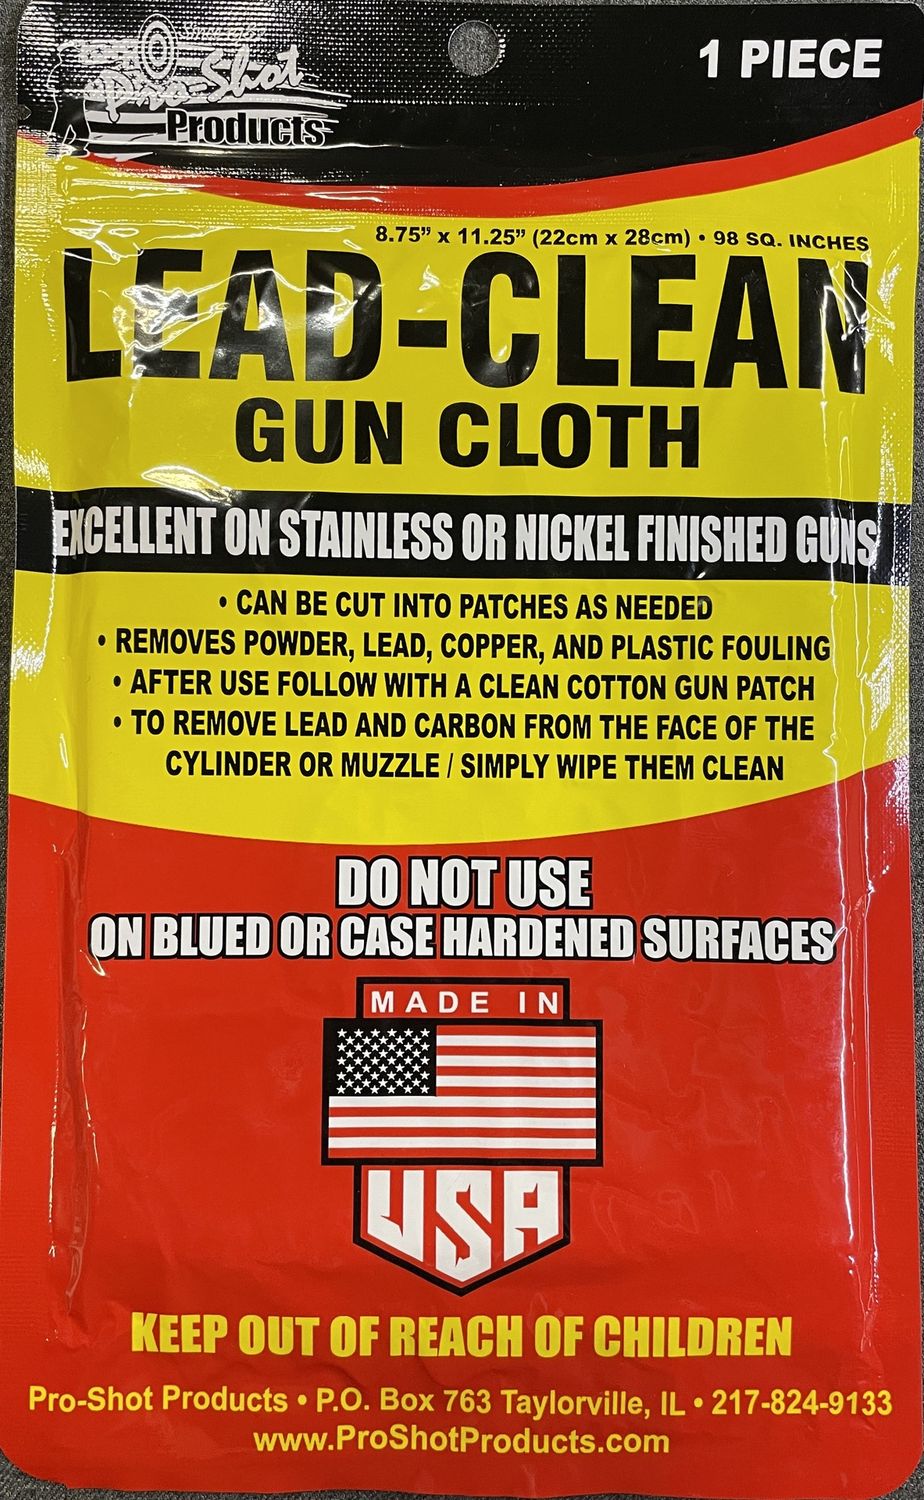 Pro-Shot
Products
1 PIECE
8.75” x 11.25” (22cm x 28cm) • 98 SQ. INCHES
LEAD-CLEAN
GUN CLOTH
EXCELLENT ON STAINLESS OR NICKEL FINISHED GUNS
• CAN BE CUT INTO PATCHES AS NEEDED
• REMOVES POWDER, LEAD, COPPER, AND PLASTIC FOULING
• AFTER USE FOLLOW WITH A CLEAN COTTON GUN PATCH
• TO REMOVE LEAD AND CARBON FROM THE FACE OF THE
CYLINDER OR MUZZLE / SIMPLY WIPE THEM CLEAN
DO NOT USE
ON BLUED OR CASE HARDENED SURFACES
MADE IN
USA
KEEP OUT OF REACH OF CHILDREN
Pro-Shot Products • P.O. Box 763 Taylorville, IL • 217-824-9133
www.ProShotProducts.com